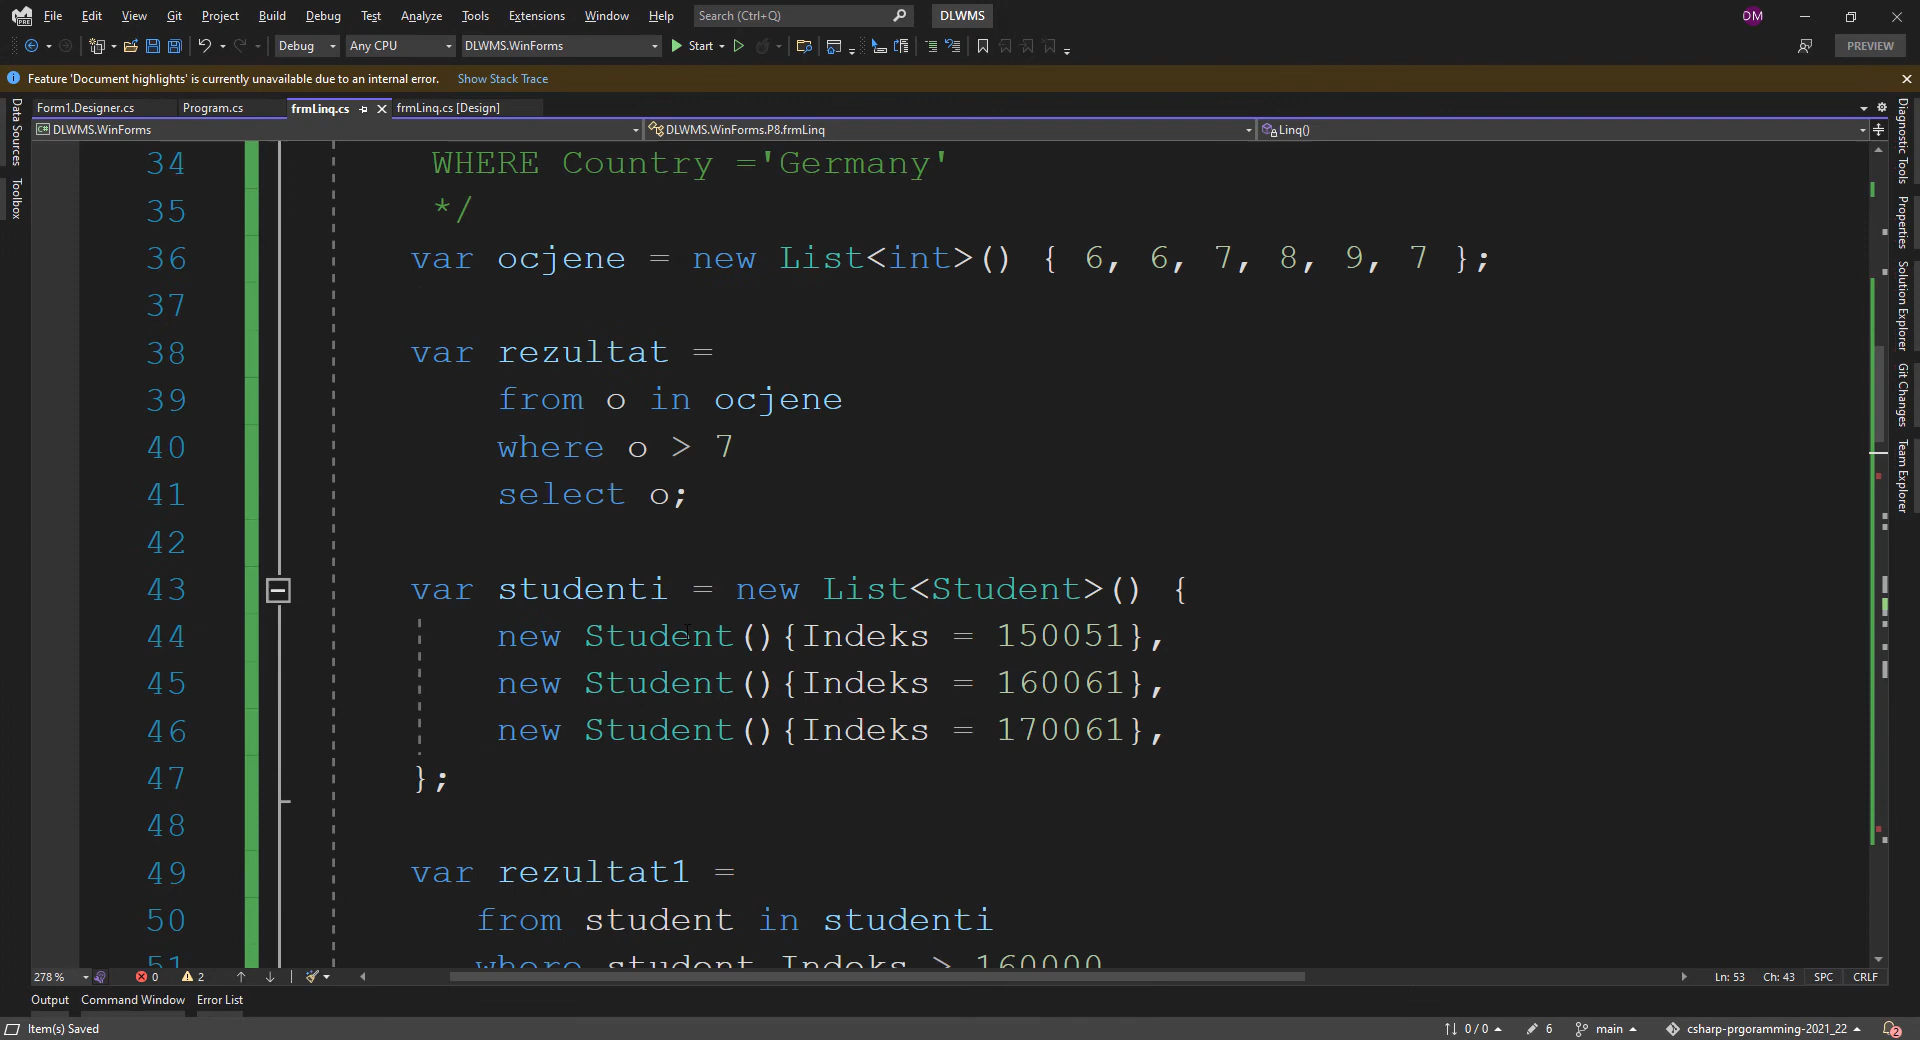 File Edit View Git Project Build Debug Test Analyze Tools Extensions Window Help Search (Ctrl+Q) DLWMS DM
Debug Any CPU DLWMS.WinForms Start PREVIEW
Feature 'Document highlights' is currently unavailable due to an internal error. Show Stack Trace
Form1.Designer.cs Program.cs frmLinq.cs frmLinq.cs [Design]
DLWMS.WinForms DLWMS.WinForms.P8.frmLinq Linq()
Data Sources
Toolbox
34 WHERE Country ='Germany'
35 */
36 var ocjene = new List<int>() { 6, 6, 7, 8, 9, 7 };
37
38 var rezultat =
39 from o in ocjene
40 where o > 7
41 select o;
42
43 var studenti = new List<Student>() {
44 new Student(){Indeks = 150051},
45 new Student(){Indeks = 160061},
46 new Student(){Indeks = 170061},
47 };
48
49 var rezultat1 =
50 from student in studenti
51 where student.Indeks > 160000
Diagnostic Tools
Properties
Solution Explorer
Git Changes
Team Explorer
278 % 0 2 Ln: 53 Ch: 43 SPC CRLF
Output Command Window Error List
Item(s) Saved 0 / 0 6 main csharp-prgoramming-2021_22 2